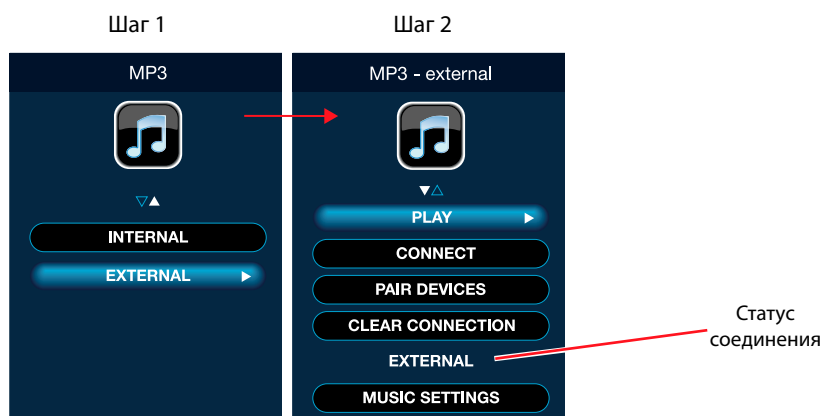 Шаг 1
Шаг 2
MP3
INTERNAL
EXTERNAL
MP3 - external
PLAY
CONNECT
PAIR DEVICES
CLEAR CONNECTION
EXTERNAL
MUSIC SETTINGS
Статус
соединения